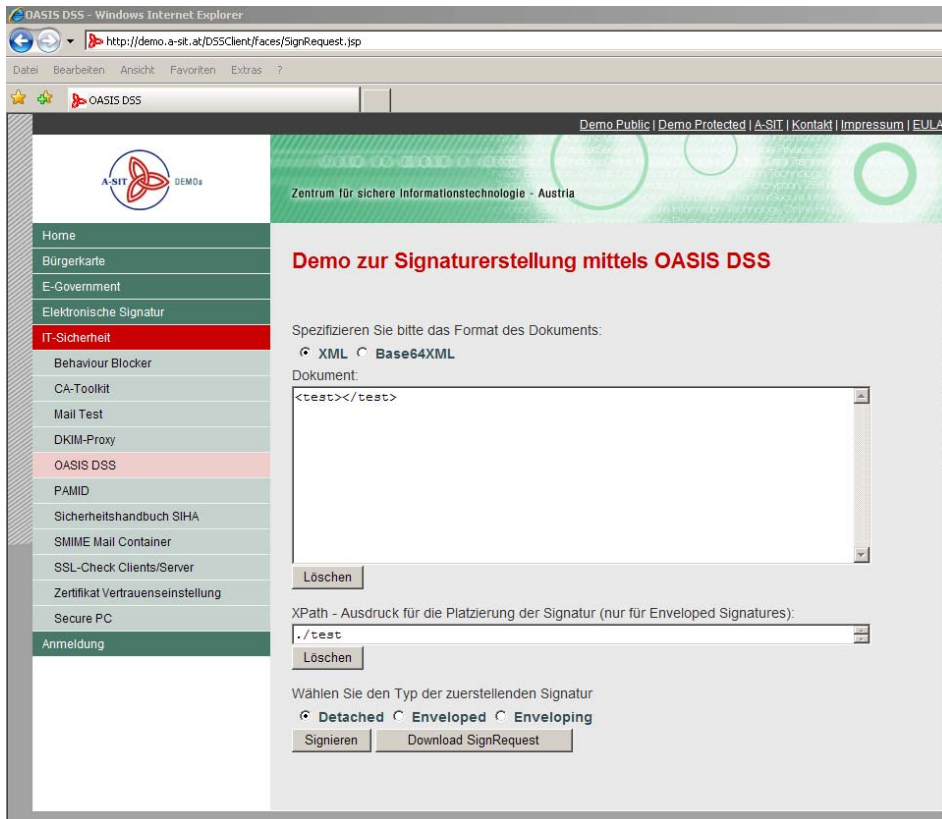 OASIS DSS - Windows Internet Explorer
http://demo.a-sit.at/DSSClient/faces/SignRequest.jsp
Datei Bearbeiten Ansicht Favoriten Extras ?
OASIS DSS
Demo Public | Demo Protected | A-SIT | Kontakt | Impressum | EULA
A-SIT DEMOs
Zentrum für sichere Informationstechnologie - Austria
Home
Bürgerkarte
E-Government
Elektronische Signatur
IT-Sicherheit
Behaviour Blocker
CA-Toolkit
Mail Test
DKIM-Proxy
OASIS DSS
PAMID
Sicherheitshandbuch SIHA
SMIME Mail Container
SSL-Check Clients/Server
Zertifikat Vertrauenseinstellung
Secure PC
Anmeldung
Demo zur Signaturerstellung mittels OASIS DSS
Spezifizieren Sie bitte das Format des Dokuments:
XML Base64XML
Dokument:
<test></test>
Löschen
XPath - Ausdruck für die Platzierung der Signatur (nur für Enveloped Signatures):
./test
Löschen
Wählen Sie den Typ der zuerstellenden Signatur
Detached Enveloped Enveloping
Signieren Download SignRequest